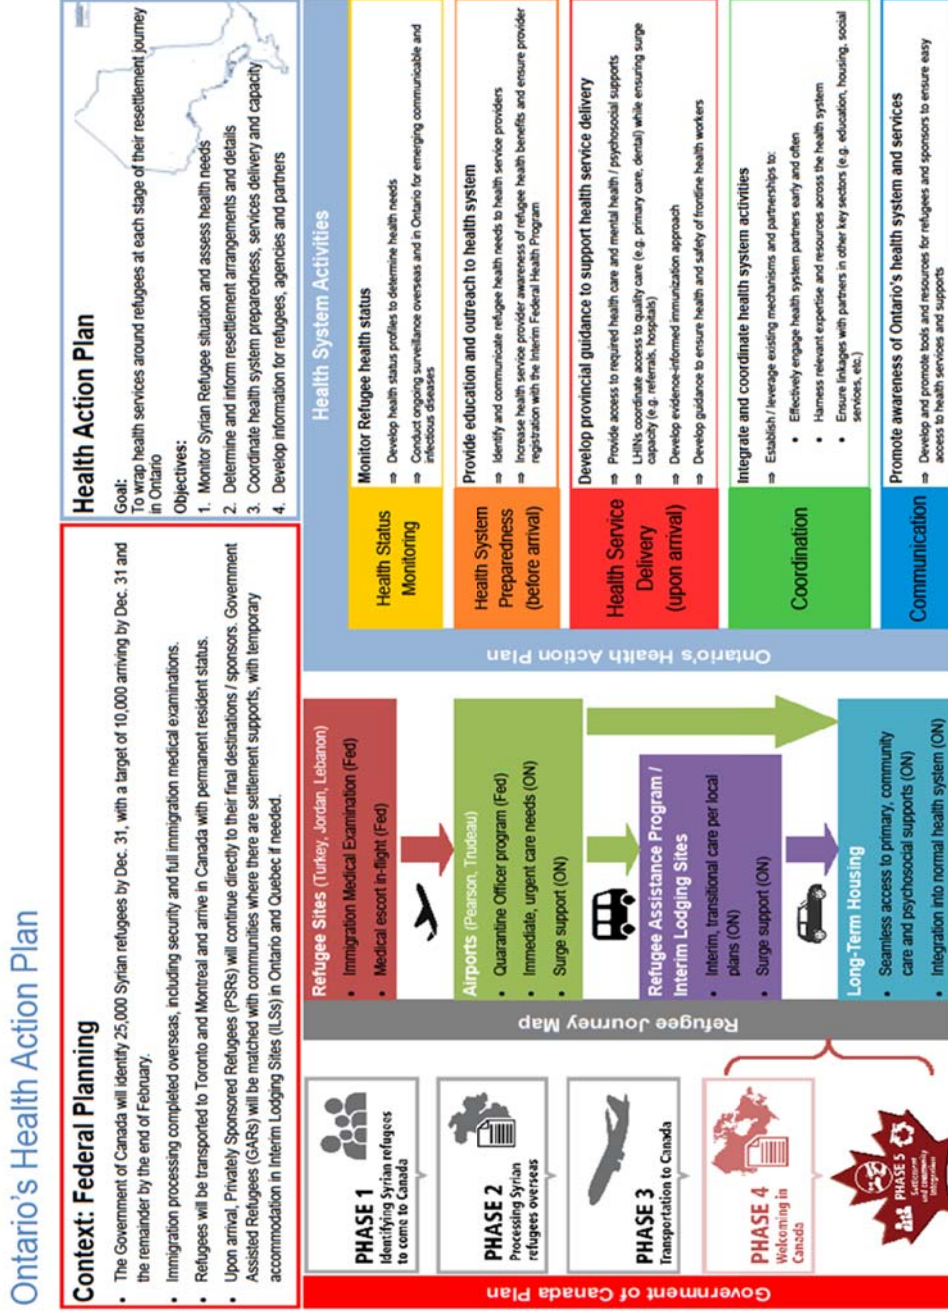 Ontario's Health Action Plan
Context: Federal Planning
• The Government of Canada will identify 25,000 Syrian refugees by Dec. 31, with a target of 10,000 arriving by Dec. 31 and
the remainder by the end of February.
• Immigration processing completed overseas, including security and full immigration medical examinations.
• Refugees will be transported to Toronto and Montreal and arrive in Canada with permanent resident status.
• Upon arrival, Privately Sponsored Refugees (PSRs) will continue directly to their final destinations / sponsors. Government
Assisted Refugees (GARs) will be matched with communities where there are settlement supports, with temporary
accommodation in Interim Lodging Sites (ILSs) in Ontario and Quebec if needed.
Health Action Plan
Goal:
To wrap health services around refugees at each stage of their resettlement journey
in Ontario
Objectives:
1. Monitor Syrian Refugee situation and assess health needs
2. Determine and inform resettlement arrangements and details
3. Coordinate health system preparedness, services delivery and capacity
4. Develop information for refugees, agencies and partners
Government of Canada Plan
PHASE 1
Identifying Syrian refugees
to come to Canada
PHASE 2
Processing Syrian
refugees overseas
PHASE 3
Transportation to Canada
PHASE 4
Welcoming in
Canada
PHASE 5
Settlement
and community
integration
Refugee Journey Map
Refugee Sites (Turkey, Jordan, Lebanon)
• Immigration Medical Examination (Fed)
• Medical escort in-flight (Fed)
Airports (Pearson, Trudeau)
• Quarantine Officer program (Fed)
• Immediate, urgent care needs (ON)
• Surge support (ON)
Refugee Assistance Program /
Interim Lodging Sites
• Interim, transitional care per local
plans (ON)
• Surge support (ON)
Long-Term Housing
• Seamless access to primary, community
care and psychosocial supports (ON)
• Integration into normal health system (ON)
Ontario's Health Action Plan
Health System Activities
Health Status
Monitoring
Monitor Refugee health status
⇒ Develop health status profiles to determine health needs
⇒ Conduct ongoing surveillance overseas and in Ontario for emerging communicable and
infectious diseases
Health System
Preparedness
(before arrival)
Provide education and outreach to health system
⇒ Identify and communicate refugee health needs to health service providers
⇒ Increase health service provider awareness of refugee health benefits and ensure provider
registration with the Interim Federal Health Program
Health Service
Delivery
(upon arrival)
Develop provincial guidance to support health service delivery
⇒ Provide access to required health care and mental health / psychosocial supports
⇒ LHINs coordinate access to quality care (e.g. primary care, dental) while ensuring surge
capacity (e.g. referrals, hospitals)
⇒ Develop evidence-informed immunization approach
⇒ Develop guidance to ensure health and safety of frontline health workers
Coordination
Integrate and coordinate health system activities
⇒ Establish / leverage existing mechanisms and partnerships to:
• Effectively engage health system partners early and often
• Harness relevant expertise and resources across the health system
• Ensure linkages with partners in other key sectors (e.g. education, housing, social
services, etc.)
Communication
Promote awareness of Ontario's health system and services
⇒ Develop and promote tools and resources for refugees and sponsors to ensure easy
access to health services and supports